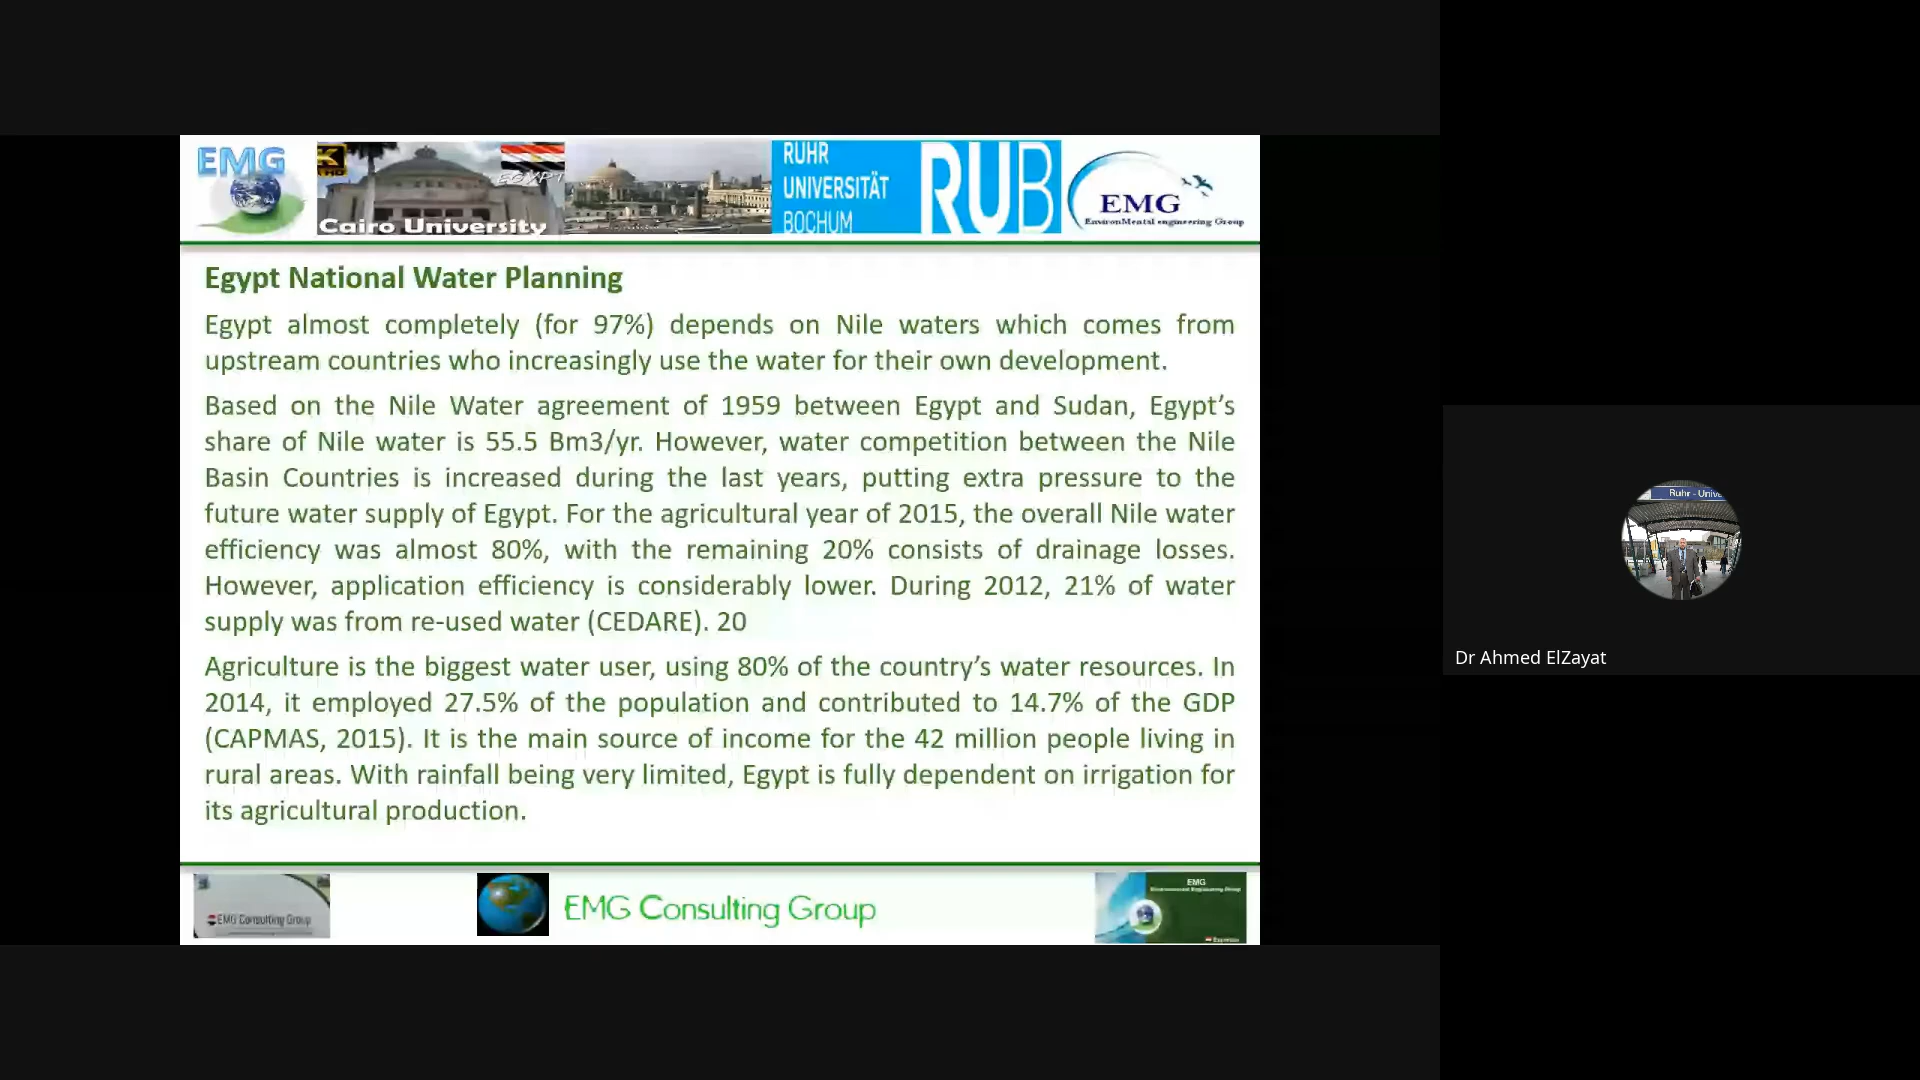 EMG
K
HD
EGYPT
Cairo University
RUHR
UNIVERSITÄT
BOCHUM
RUB
EMG
EnvironMental engineering Group
Egypt National Water Planning
Egypt almost completely (for 97%) depends on Nile waters which comes from
upstream countries who increasingly use the water for their own development.
Based on the Nile Water agreement of 1959 between Egypt and Sudan, Egypt’s
share of Nile water is 55.5 Bm3/yr. However, water competition between the Nile
Basin Countries is increased during the last years, putting extra pressure to the
future water supply of Egypt. For the agricultural year of 2015, the overall Nile water
efficiency was almost 80%, with the remaining 20% consists of drainage losses.
However, application efficiency is considerably lower. During 2012, 21% of water
supply was from re-used water (CEDARE). 20
Agriculture is the biggest water user, using 80% of the country’s water resources. In
2014, it employed 27.5% of the population and contributed to 14.7% of the GDP
(CAPMAS, 2015). It is the main source of income for the 42 million people living in
rural areas. With rainfall being very limited, Egypt is fully dependent on irrigation for
its agricultural production.
EMG Consulting Group
EMG Consulting Group
EMG
Environmental Engineering Group
Ruhr - Unive
Dr Ahmed ElZayat